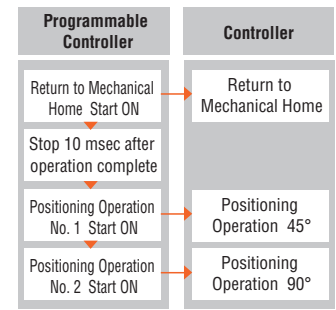 Programmable
Controller
Controller
Return to Mechanical
Home Start ON
Return to
Mechanical Home
Stop 10 msec after
operation complete
Positioning Operation
No. 1 Start ON
Positioning
Operation 45°
Positioning Operation
No. 2 Start ON
Positioning
Operation 90°